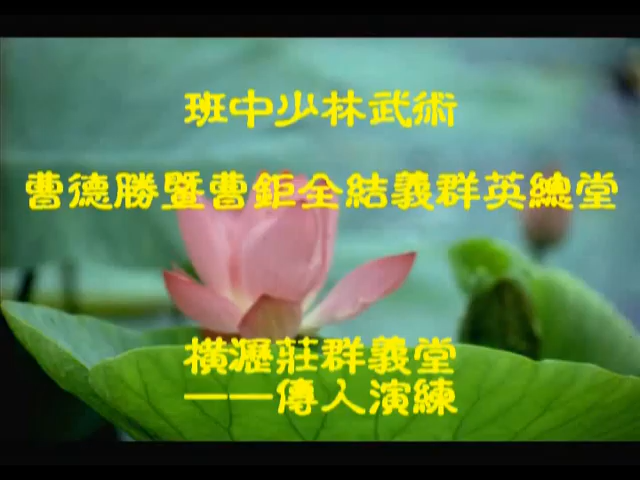 班中少林武術
曹德勝暨曹鉅全結義群英總堂
橫瀝莊群義堂
——傳人演練